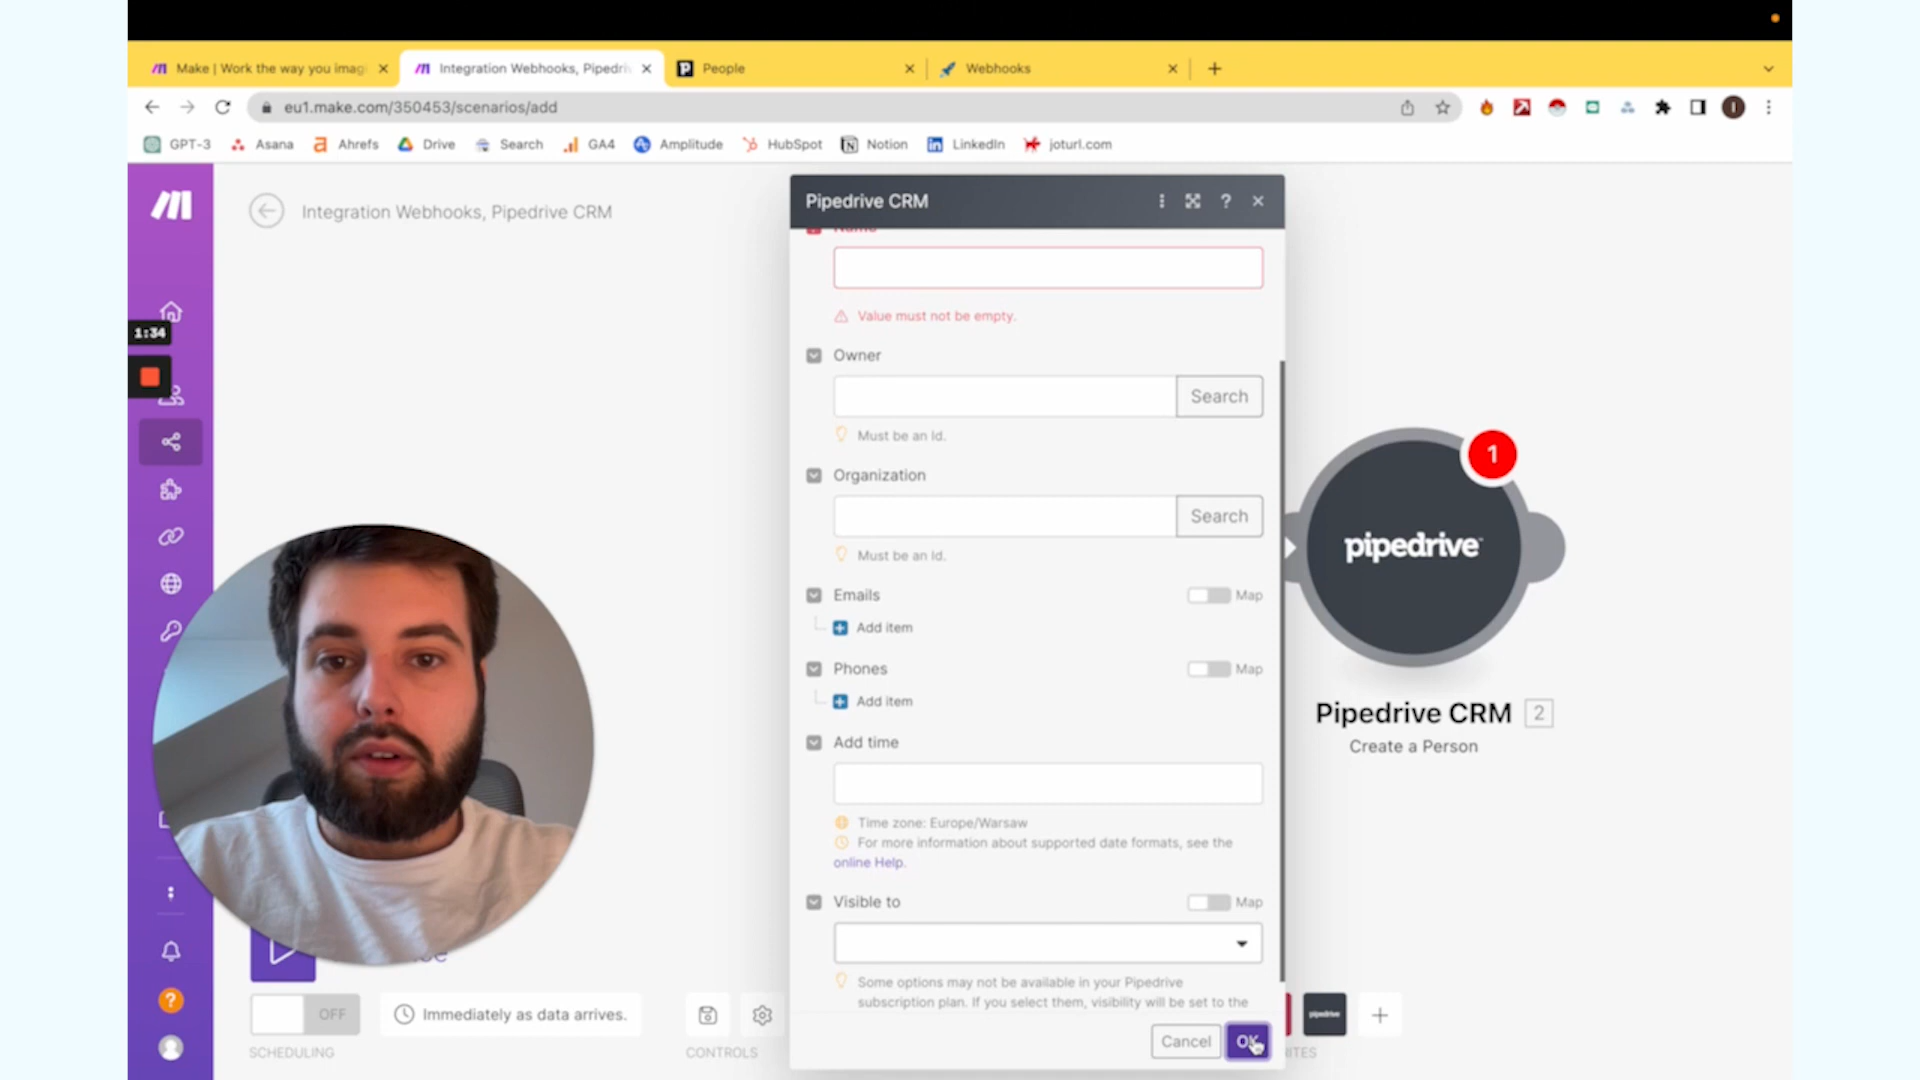 Make | Work the way you imagi
Integration Webhooks, Pipedriv
People
Webhooks
eu1.make.com/350453/scenarios/add
GPT-3
Asana
Ahrefs
Drive
Search
GA4
Amplitude
HubSpot
Notion
LinkedIn
joturl.com
Integration Webhooks, Pipedrive CRM
1:34
Pipedrive CRM
Name
Value must not be empty.
Owner
Search
Must be an Id.
Organization
Search
Must be an Id.
Emails
Map
Add item
Phones
Map
Add item
Add time
Time zone: Europe/Warsaw
For more information about supported date formats, see the
online Help.
Visible to
Map
Some options may not be available in your Pipedrive
subscription plan. If you select them, visibility will be set to the
Cancel
OK
1
pipedrive
Pipedrive CRM 2
Create a Person
OFF
Immediately as data arrives.
SCHEDULING
CONTROLS
pipedrive